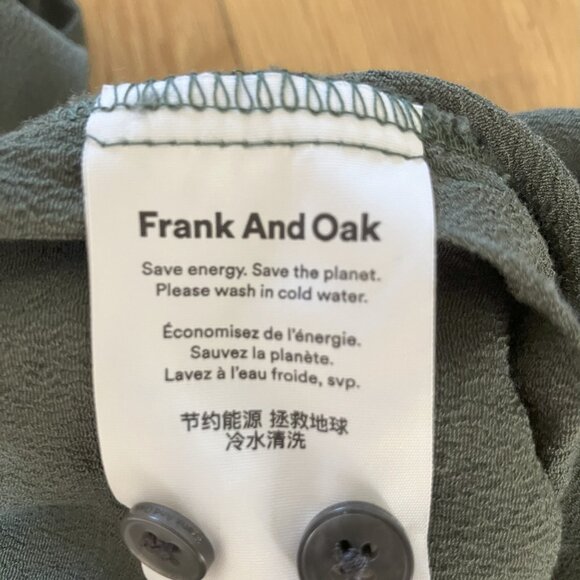 Frank And Oak
Save energy. Save the planet.
Please wash in cold water.
Économisez de l'énergie.
Sauvez la planète.
Lavez à l'eau froide, svp.
节约能源 拯救地球
冷水清洗